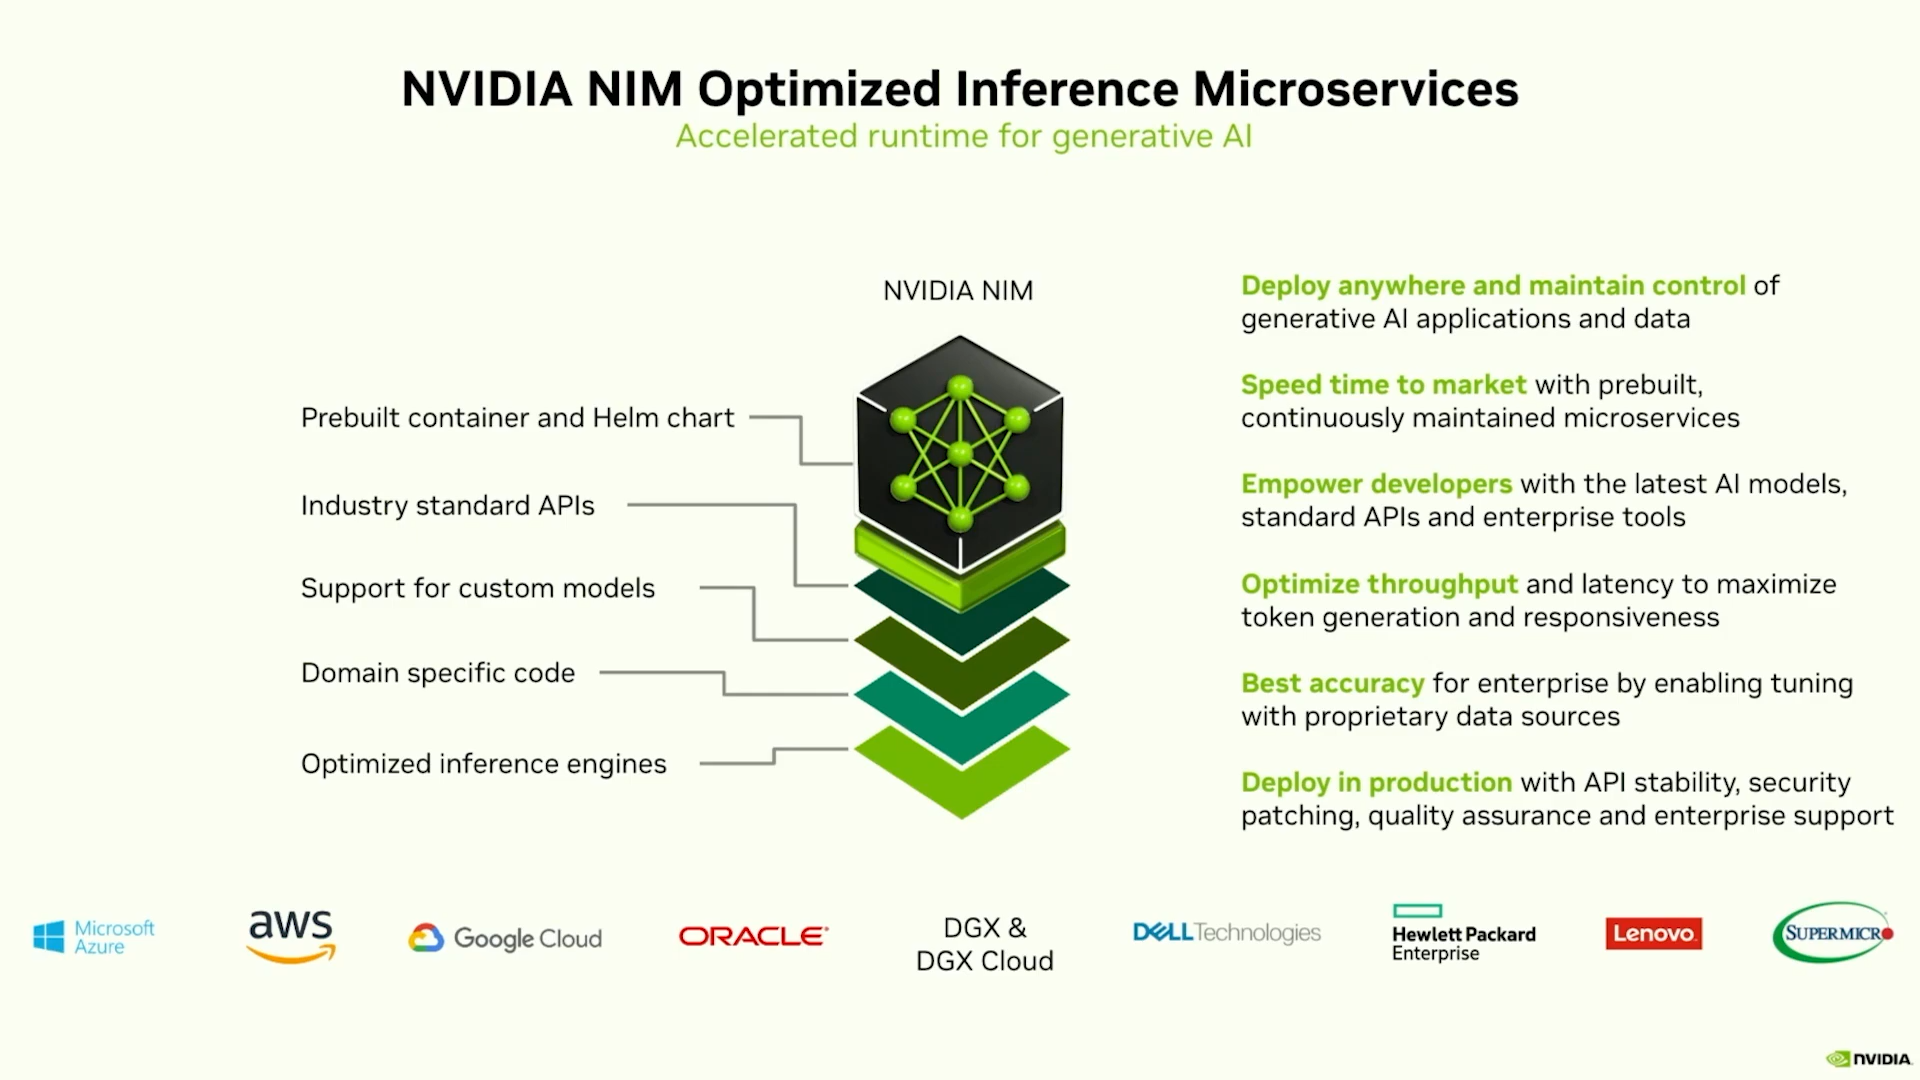 NVIDIA NIM Optimized Inference Microservices
Accelerated runtime for generative AI
NVIDIA NIM
Prebuilt container and Helm chart
Industry standard APIs
Support for custom models
Domain specific code
Optimized inference engines
Deploy anywhere and maintain control of
generative AI applications and data
Speed time to market with prebuilt,
continuously maintained microservices
Empower developers with the latest AI models,
standard APIs and enterprise tools
Optimize throughput and latency to maximize
token generation and responsiveness
Best accuracy for enterprise by enabling tuning
with proprietary data sources
Deploy in production with API stability, security
patching, quality assurance and enterprise support
Microsoft
Azure
aws
Google Cloud
ORACLE
DGX &
DGX Cloud
DELL Technologies
Hewlett Packard
Enterprise
Lenovo
SUPERMICRO
NVIDIA